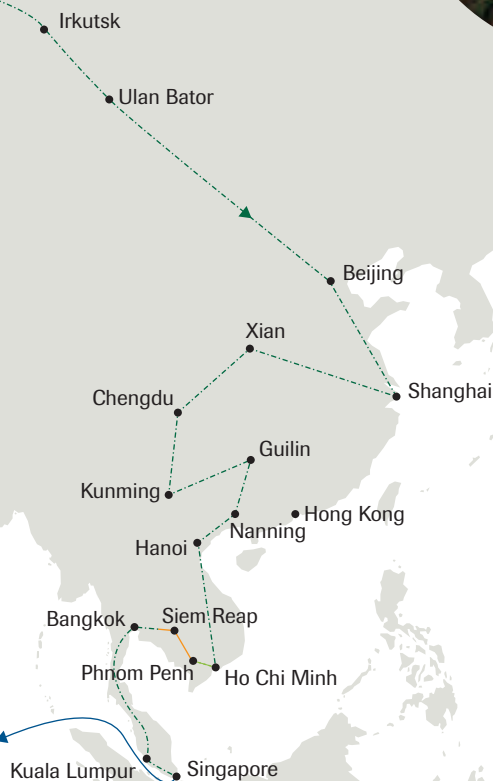 Irkutsk
Ulan Bator
Beijing
Xian
Shanghai
Chengdu
Guilin
Kunming
Hong Kong
Nanning
Hanoi
Siem Reap
Bangkok
Phnom Penh
Ho Chi Minh
Singapore
Kuala Lumpur